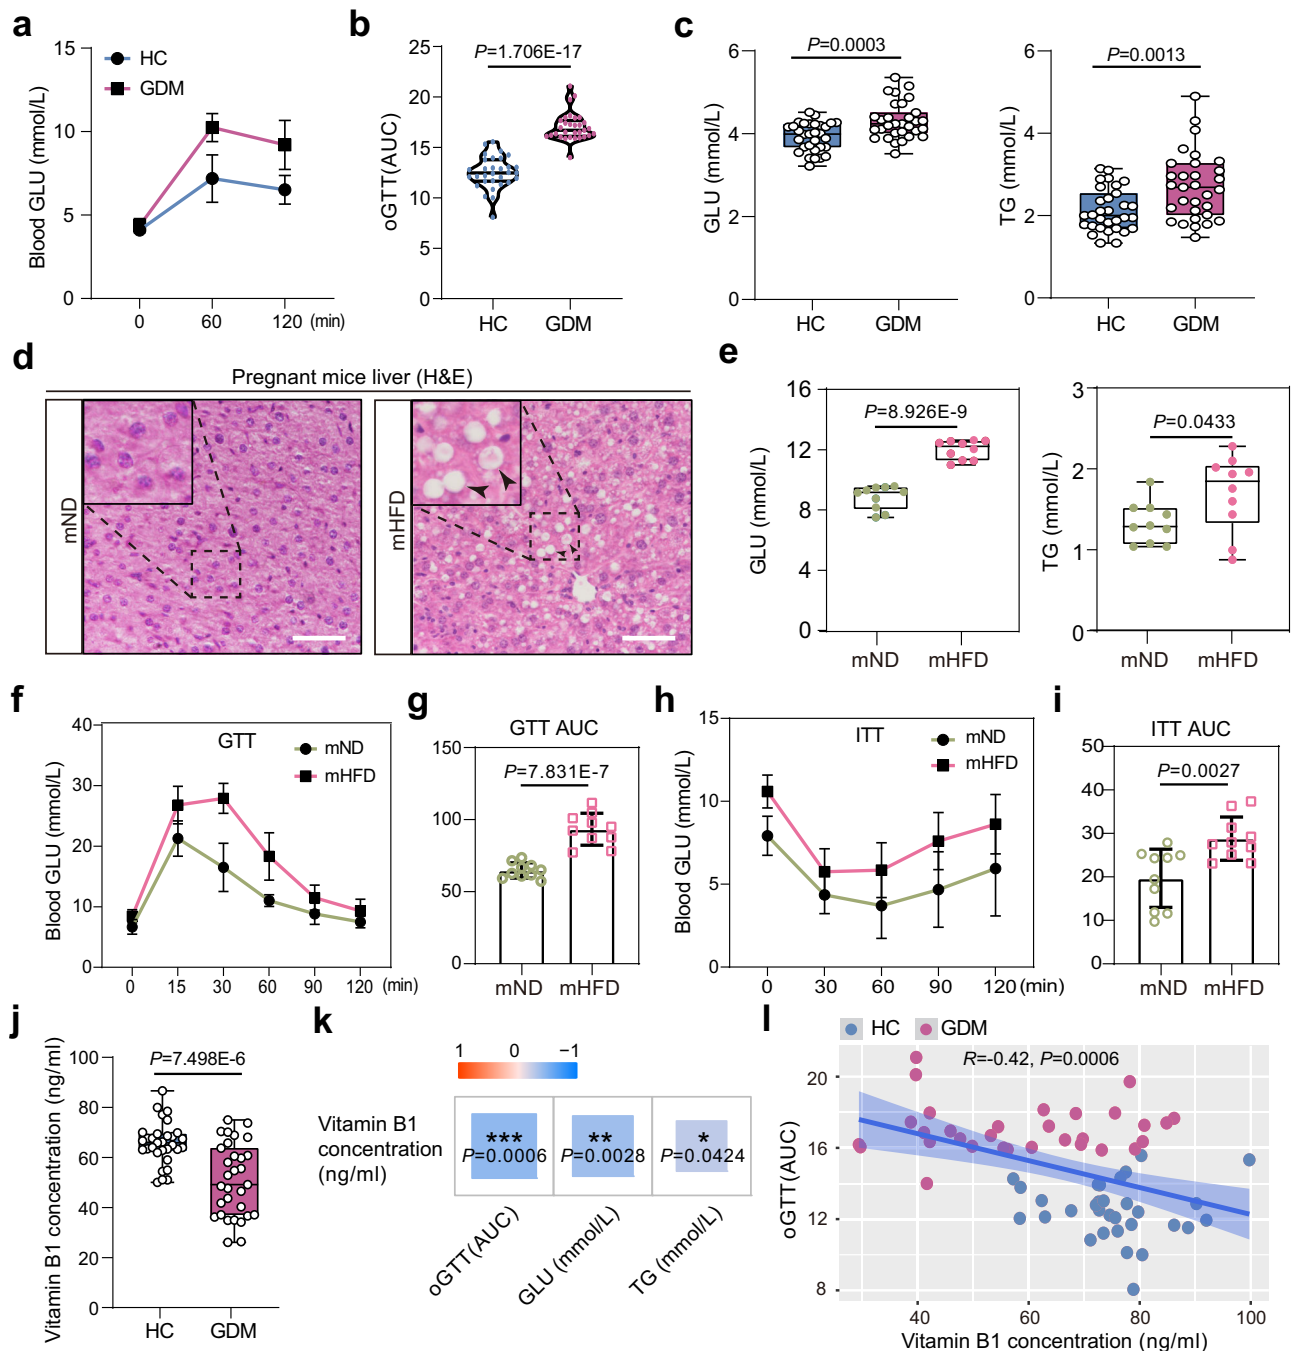 a
15
10
5
0
Blood GLU (mmol/L)
HC
GDM
0 60 120 (min)
b
25
20
15
10
5
0
oGTT(AUC)
P=1.706E-17
HC GDM
c
6
4
2
0
GLU (mmol/L)
P=0.0003
HC GDM
6
4
2
0
TG (mmol/L)
P=0.0013
HC GDM
d
Pregnant mice liver (H&E)
mND
mHFD
e
16
12
8
4
0
GLU (mmol/L)
P=8.926E-9
mND mHFD
3
2
1
0
TG (mmol/L)
P=0.0433
mND mHFD
f
40
30
20
10
0
Blood GLU (mmol/L)
GTT
mND
mHFD
0 15 30 60 90 120 (min)
g
GTT AUC
150
100
50
0
P=7.831E-7
mND mHFD
h
15
10
5
0
Blood GLU (mmol/L)
ITT
mND
mHFD
0 30 60 90 120 (min)
i
ITT AUC
50
40
30
20
10
0
P=0.0027
mND mHFD
j
100
80
60
40
20
0
Vitamin B1 concentration (ng/ml)
P=7.498E-6
HC GDM
k
1 0 −1
Vitamin B1
concentration
(ng/ml)
*** ** *
P=0.0006 P=0.0028 P=0.0424
oGTT(AUC)
GLU (mmol/L)
TG (mmol/L)
l
HC GDM
R=-0.42, P=0.0006
20
16
12
8
oGTT(AUC)
40 60 80 100
Vitamin B1 concentration (ng/ml)